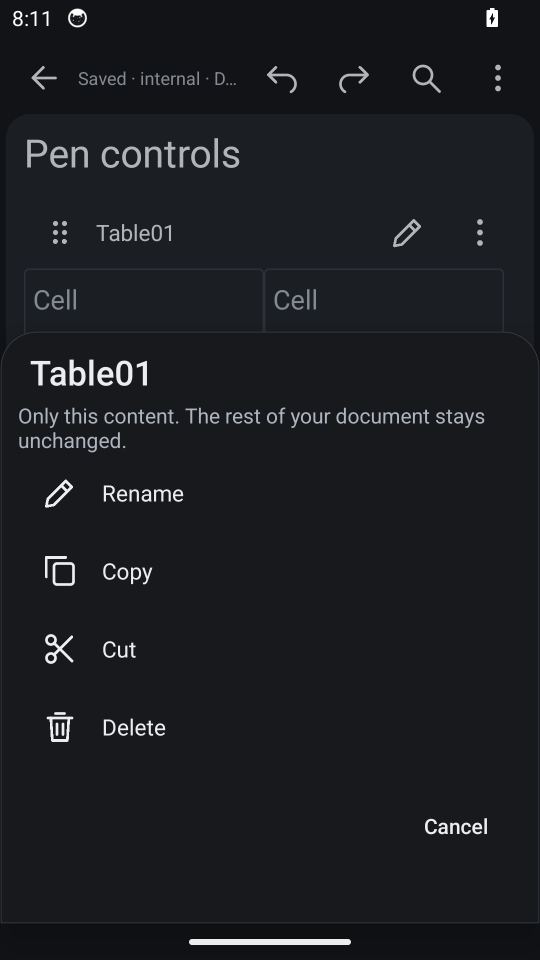 8:11
Saved · internal · D...
Pen controls
Table01
Cell Cell
Table01
Only this content. The rest of your document stays
unchanged.
Rename
Copy
Cut
Delete
Cancel